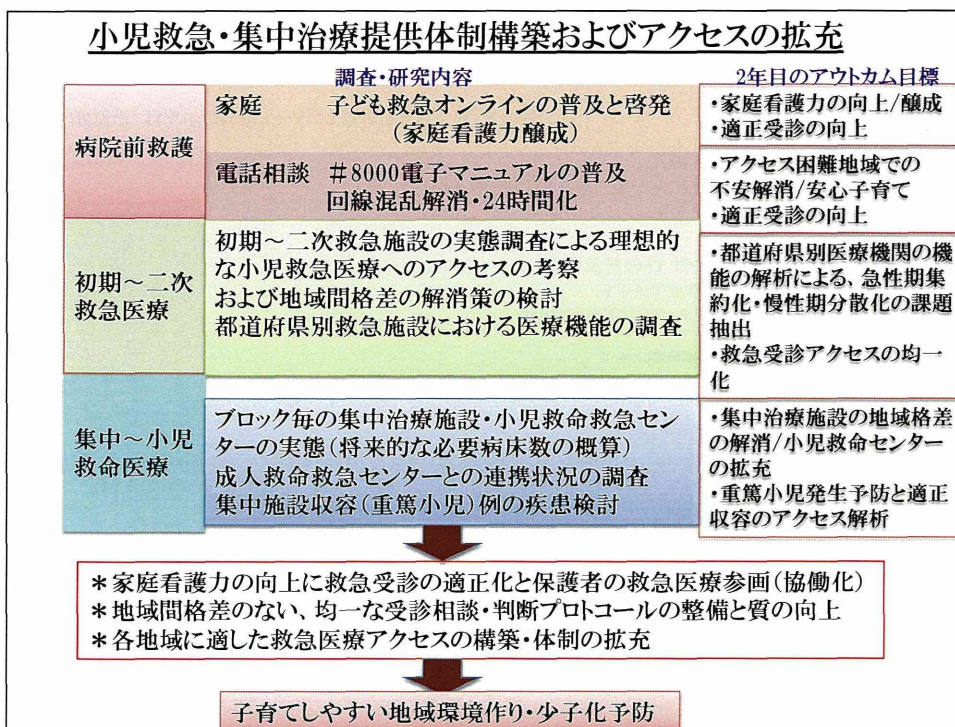 小児救急・集中治療提供体制構築およびアクセスの拡充
調査・研究内容
2年目のアウトカム目標
病院前救護
家庭 子ども救急オンラインの普及と啓発
(家庭看護力醸成)
・家庭看護力の向上/醸成
・適正受診の向上
電話相談 #8000電子マニュアルの普及
回線混乱解消・24時間化
・アクセス困難地域での
不安解消/安心子育て
・適正受診の向上
初期～二次
救急医療
初期～二次救急施設の実態調査による理想的
な小児救急医療へのアクセスの考察
および地域間格差の解消策の検討
都道府県別救急施設における医療機能の調査
・都道府県別医療機関の機
能の解析による、急性期集
約化・慢性期分散化の課題
抽出
・救急受診アクセスの均一
化
集中～小児
救命医療
ブロック毎の集中治療施設・小児救命救急セン
ターの実態(将来的な必要病床数の概算)
成人救命救急センターとの連携状況の調査
集中施設収容(重篤小児)例の疾患検討
・集中治療施設の地域格差
の解消/小児救命センター
の拡充
・重篤小児発生予防と適正
収容のアクセス解析
＊家庭看護力の向上に救急受診の適正化と保護者の救急医療参画(協働化)
＊地域間格差のない、均一な受診相談・判断プロトコールの整備と質の向上
＊各地域に適した救急医療アクセスの構築・体制の拡充
子育てしやすい地域環境作り・少子化予防